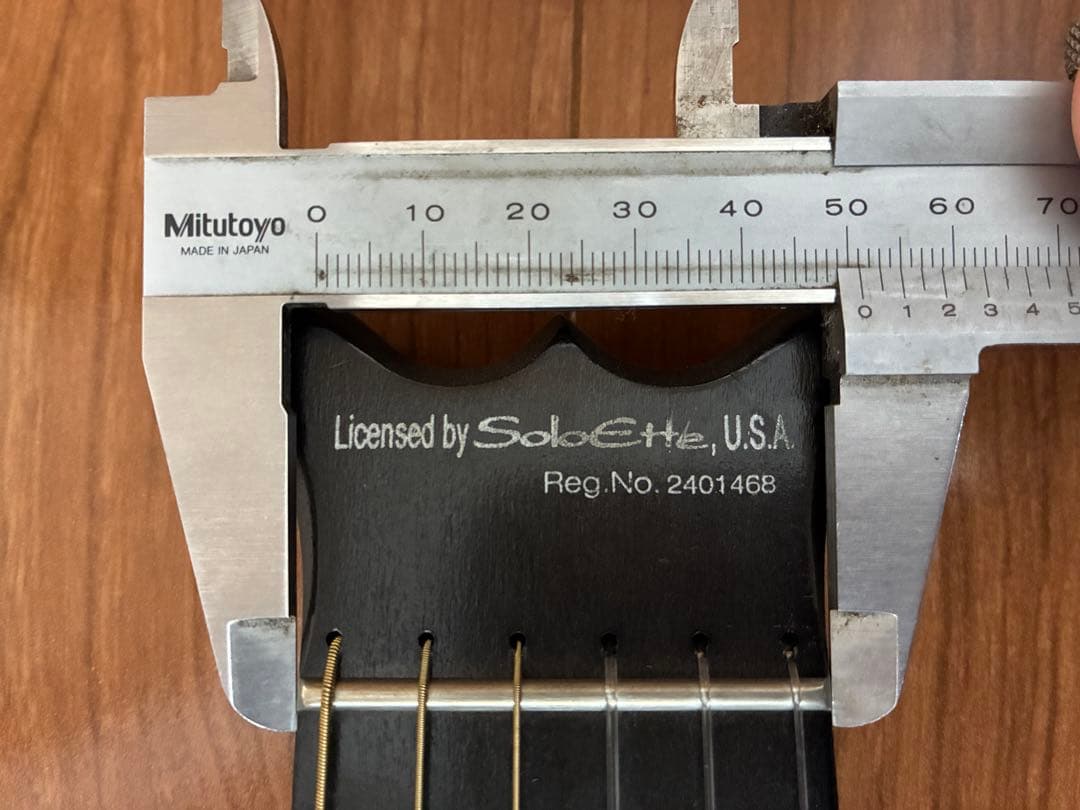 0 10 20 30 40 50 60 70
Mitutoyo
MADE IN JAPAN
0 1 2 3 4 5
Licensed by SoloEtte, U.S.A.
Reg.No. 2401468